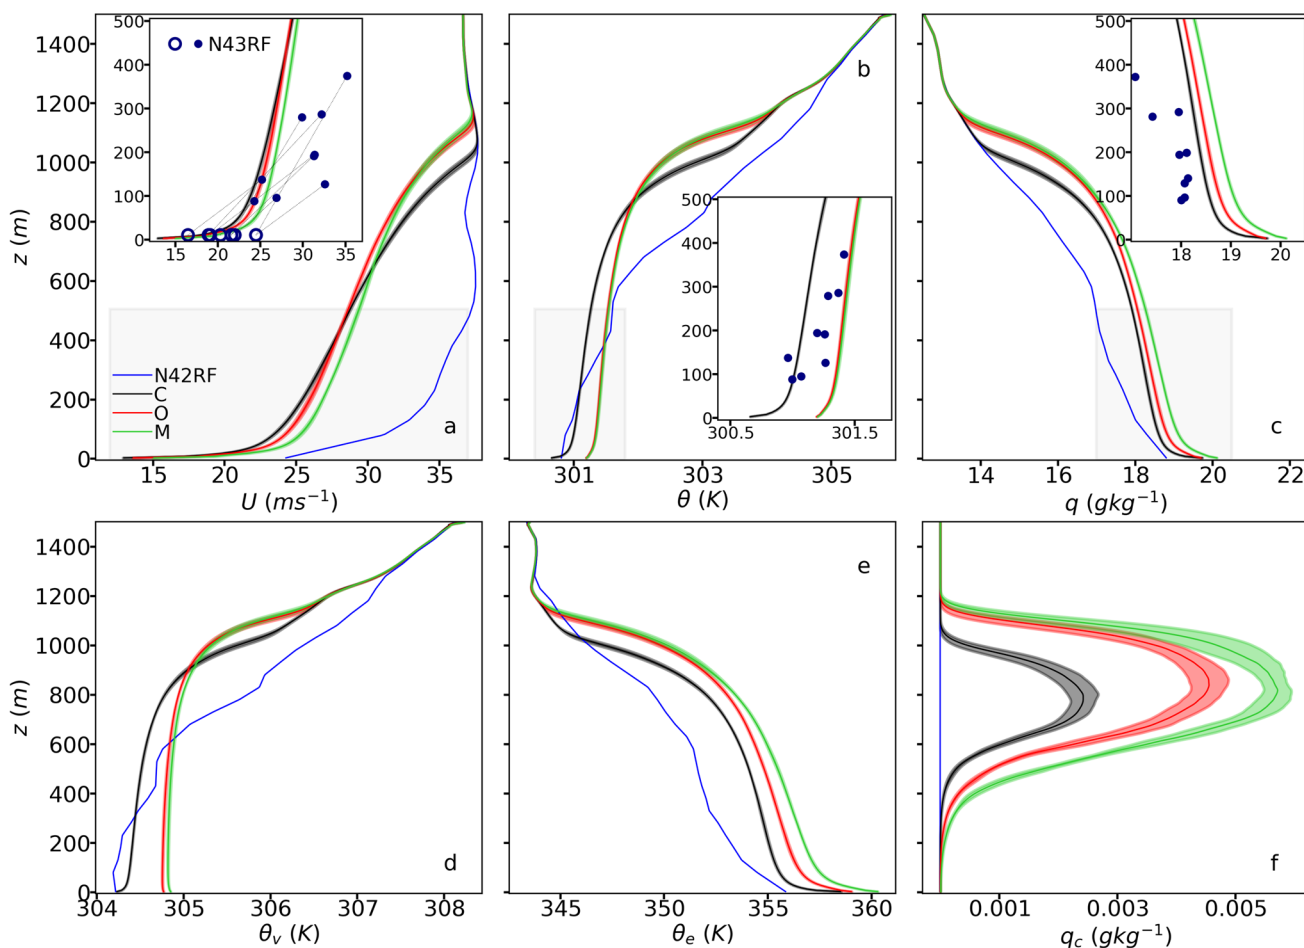 1400
1200
1000
800
600
400
200
0
z (m)
500
400
300
200
100
0
15 20 25 30 35
N43RF
N42RF
C
O
M
a
15 20 25 30 35
U (ms⁻¹)
b
500
400
300
200
100
0
300.5 301.5
301 303 305
θ (K)
500
400
300
200
100
0
18 19 20
c
14 16 18 20 22
q (gkg⁻¹)
1400
1200
1000
800
600
400
200
0
z (m)
d
304 305 306 307 308
θv (K)
e
345 350 355 360
θe (K)
f
0.001 0.003 0.005
qc (gkg⁻¹)